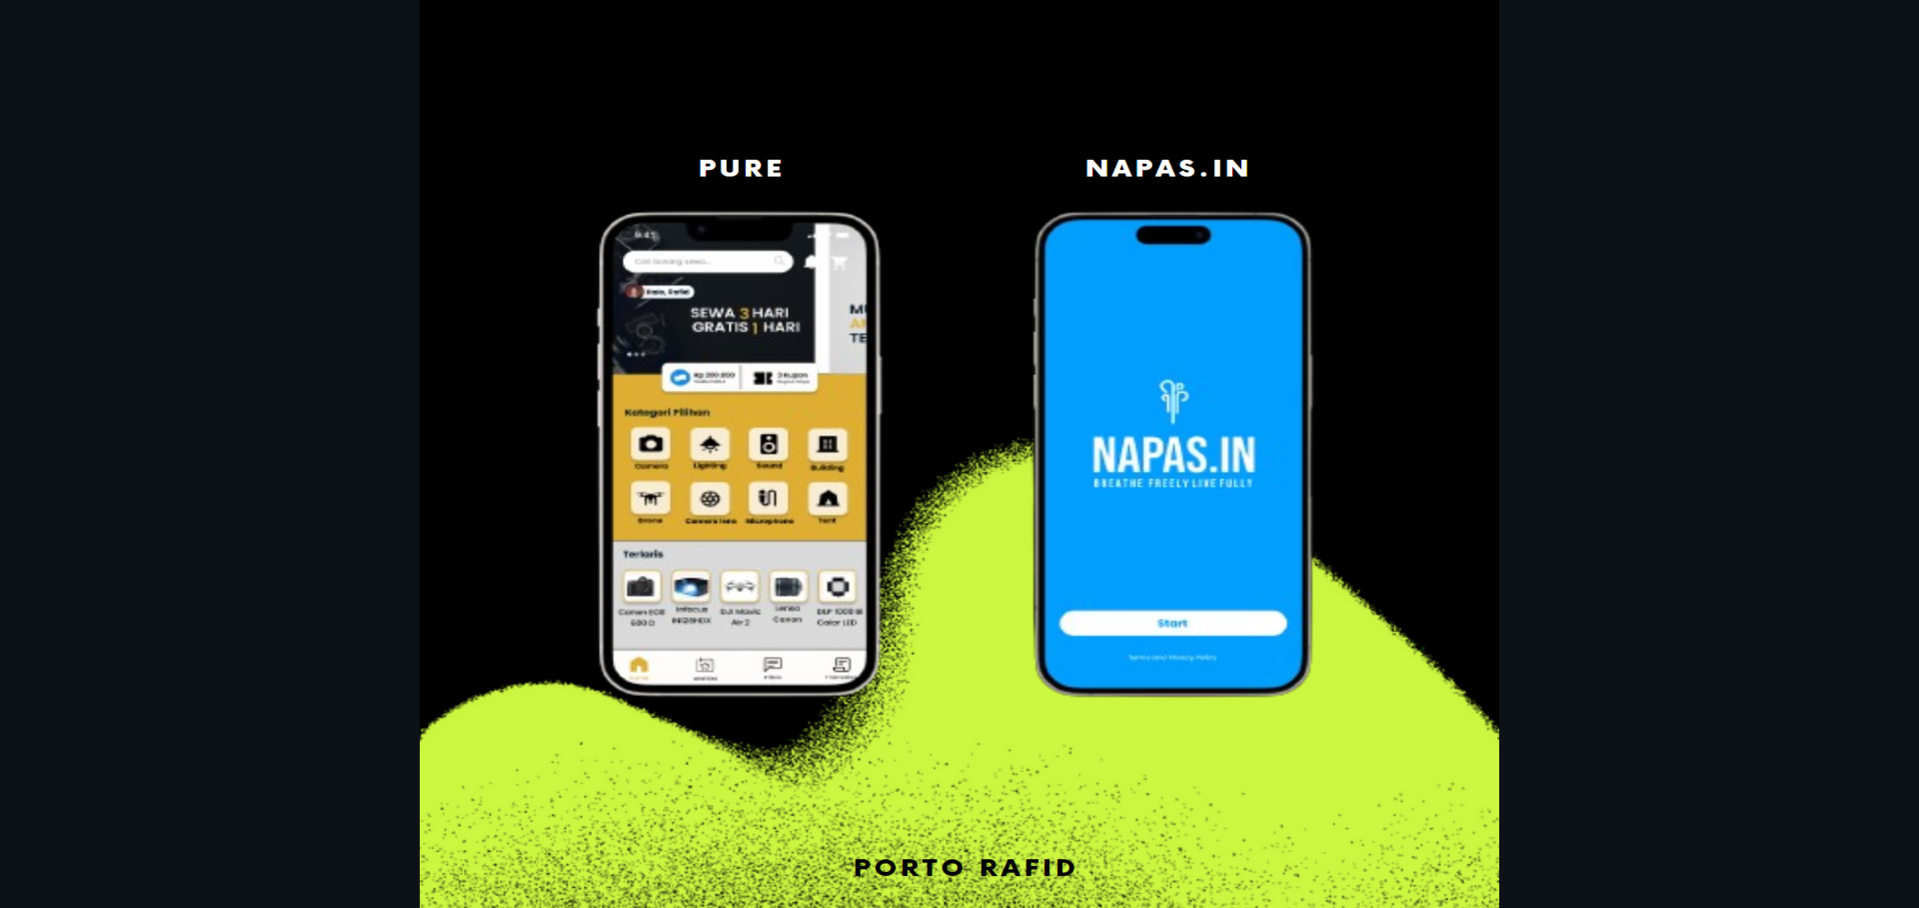 PURE
NAPAS.IN
9:41
Cari barang sewa...
Halo, Rafid
SEWA 3 HARI
GRATIS 1 HARI
MU
TE
Rp 200.000
3 Kupon
Kategori Pilihan
Camera
Lighting
Sound
Building
Drone
Camera lens
Microphone
Tent
Terlaris
Canon EOS
600 D
Infocus
IN128HDX
DJI Mavic
Air 2
Lensa
Canon
DLP 1000 M
Color LED
Inbox
NAPAS.IN
BREATHE FREELY LIVE FULLY
Start
Terms and Privacy Policy
PORTO RAFID